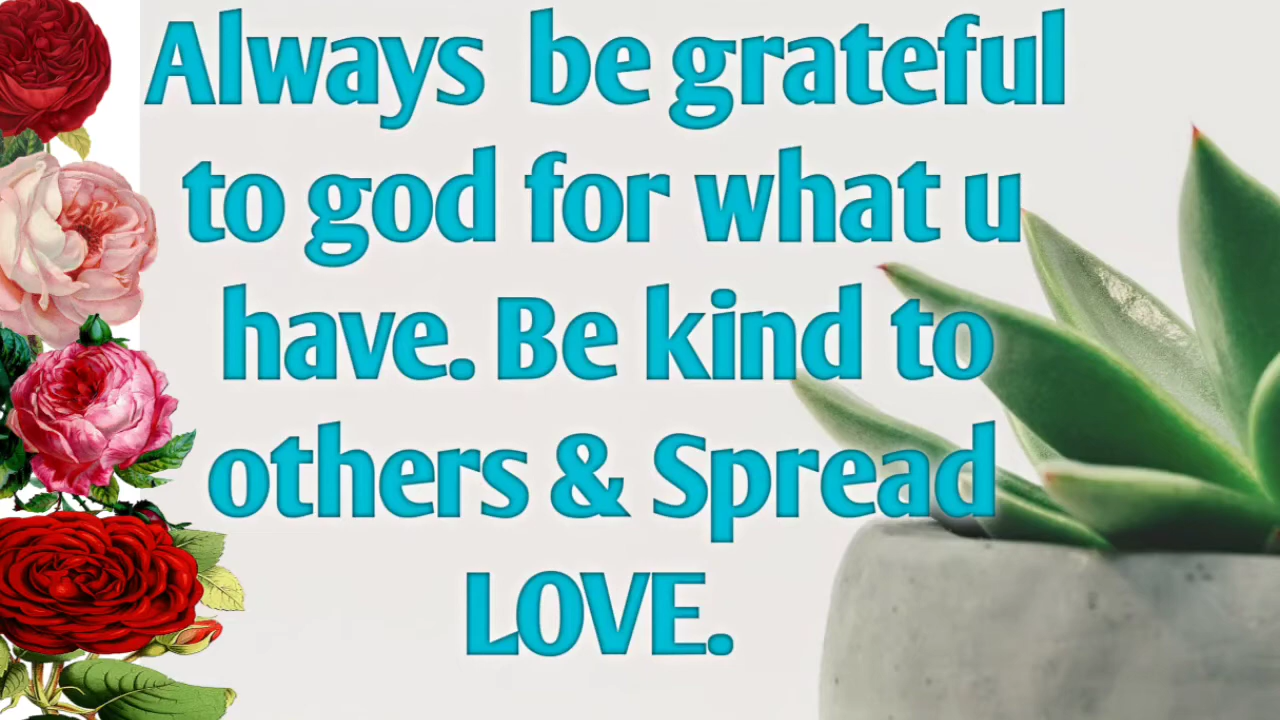 Always be grateful
to god for what u
have. Be kind to
others & Spread
LOVE.